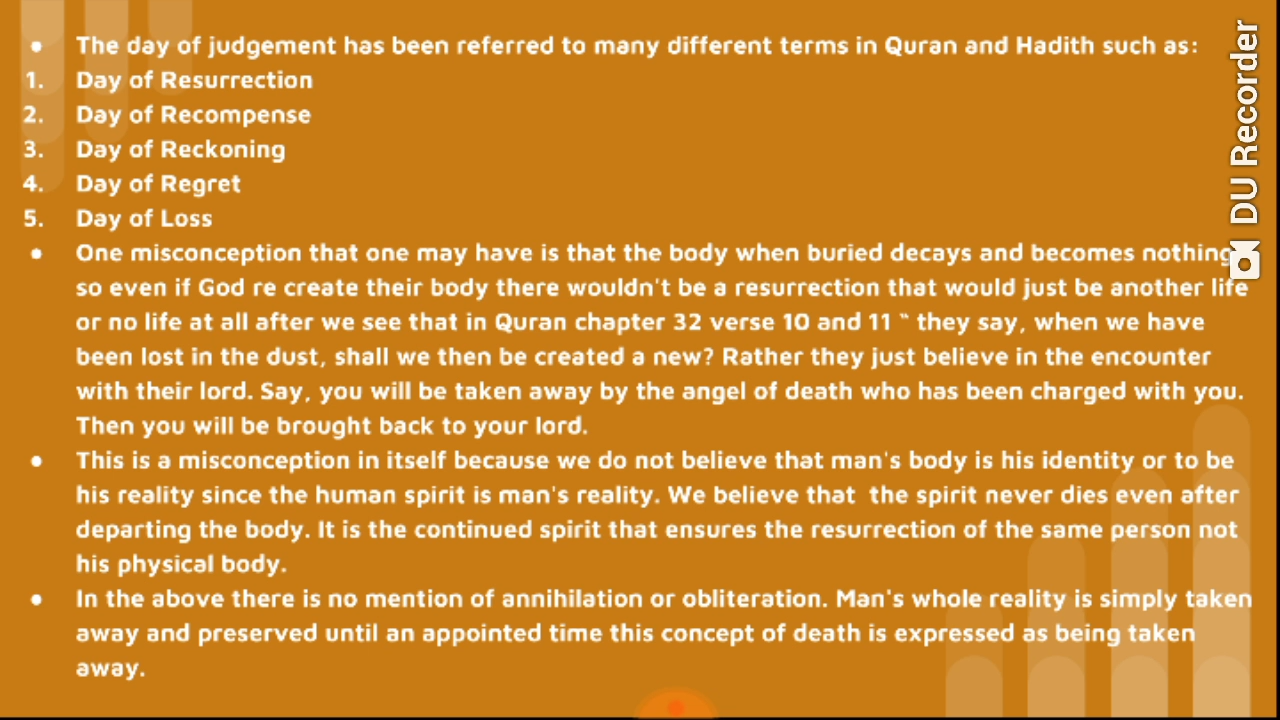 • The day of judgement has been referred to many different terms in Quran and Hadith such as:
1. Day of Resurrection
2. Day of Recompense
3. Day of Reckoning
4. Day of Regret
5. Day of Loss
• One misconception that one may have is that the body when buried decays and becomes nothing
so even if God re create their body there wouldn't be a resurrection that would just be another life
or no life at all after we see that in Quran chapter 32 verse 10 and 11 “ they say, when we have
been lost in the dust, shall we then be created a new? Rather they just believe in the encounter
with their lord. Say, you will be taken away by the angel of death who has been charged with you.
Then you will be brought back to your lord.
• This is a misconception in itself because we do not believe that man's body is his identity or to be
his reality since the human spirit is man's reality. We believe that the spirit never dies even after
departing the body. It is the continued spirit that ensures the resurrection of the same person not
his physical body.
• In the above there is no mention of annihilation or obliteration. Man's whole reality is simply taken
away and preserved until an appointed time this concept of death is expressed as being taken
away.
DU Recorder